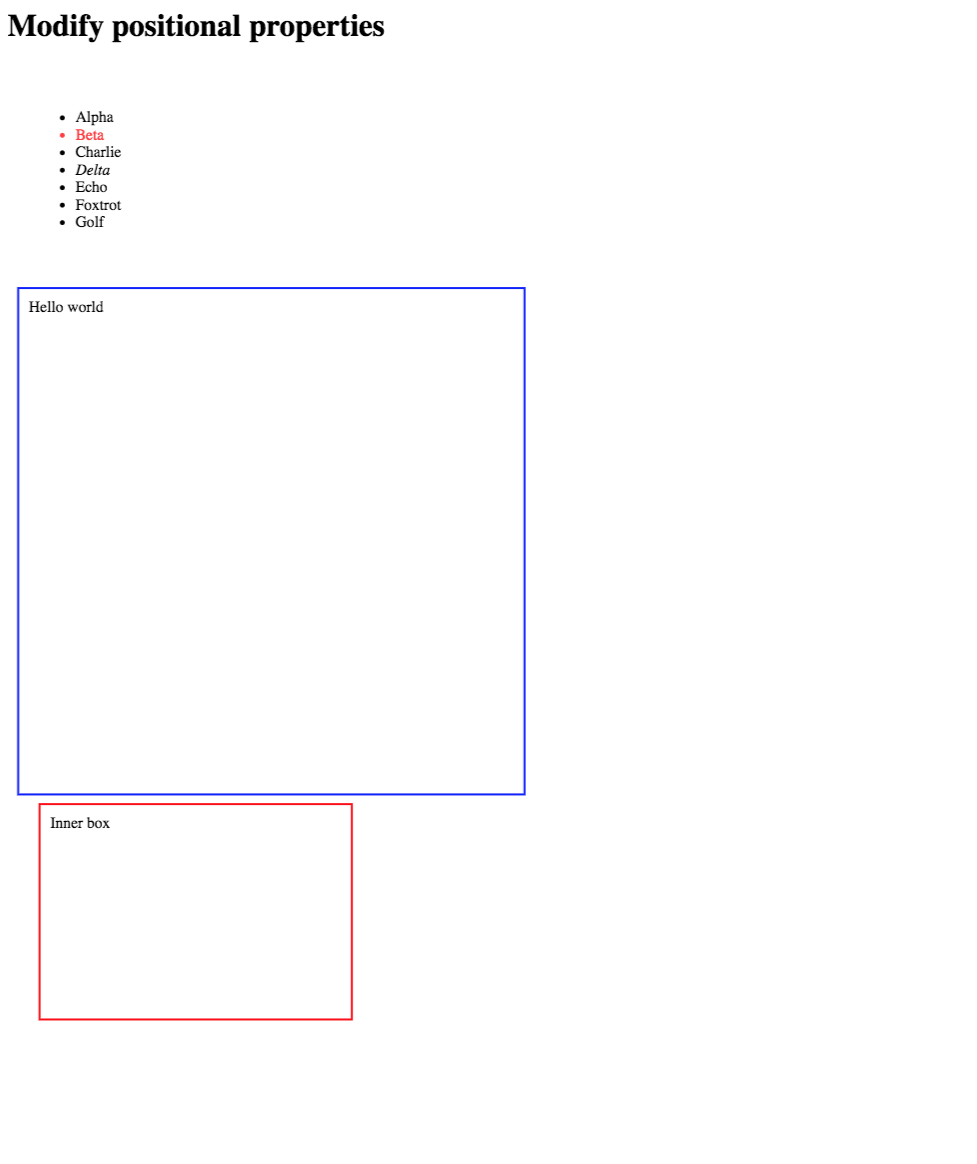 Modify positional properties
Alpha
Beta
Charlie
Delta
Echo
Foxtrot
Golf
Hello world
Inner box